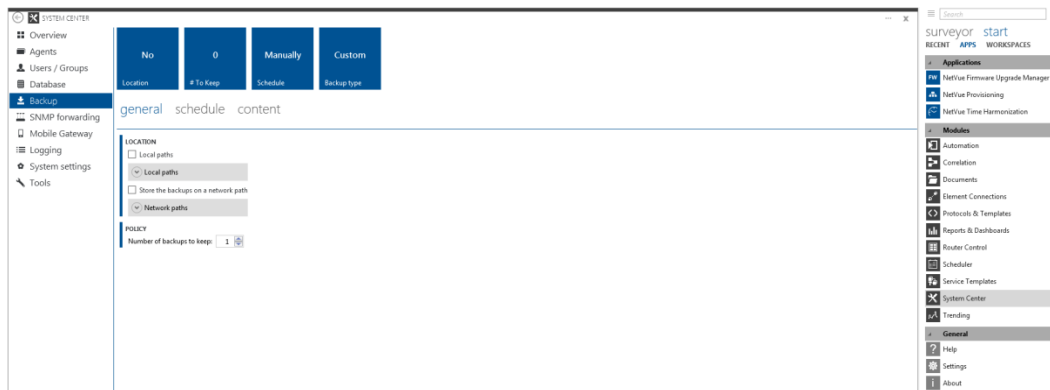 SYSTEM CENTER
Overview
Agents
Users / Groups
Database
Backup
SNMP forwarding
Mobile Gateway
Logging
System settings
Tools
No
Location
0
# To Keep
Manually
Schedule
Custom
Backup type
general schedule content
LOCATION
Local paths
Local paths
Store the backups on a network path
Network paths
POLICY
Number of backups to keep: 1
Search
surveyor start
RECENT APPS WORKSPACES
Applications
FW NetVue Firmware Upgrade Manager
NetVue Provisioning
NetVue Time Harmonization
Modules
Automation
Correlation
Documents
Element Connections
Protocols & Templates
Reports & Dashboards
Router Control
Scheduler
Service Templates
System Center
Trending
General
? Help
Settings
i About